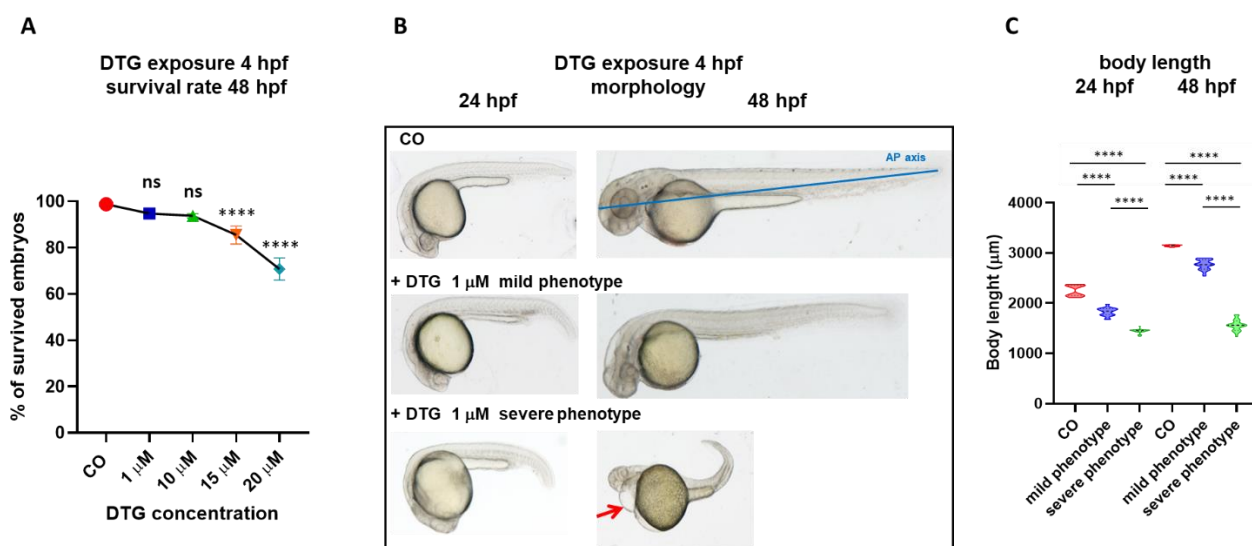 A
DTG exposure 4 hpf
survival rate 48 hpf
% of survived embryos
100
80
60
40
20
0
ns
ns
****
****
CO
1 μM
10 μM
15 μM
20 μM
DTG concentration
B
DTG exposure 4 hpf
morphology
24 hpf
48 hpf
CO
AP axis
+ DTG 1 μM mild phenotype
+ DTG 1 μM severe phenotype
C
body length
24 hpf 48 hpf
****
****
****
****
****
****
Body lenght (μm)
4000
3000
2000
1000
0
CO
mild phenotype
severe phenotype
CO
mild phenotype
severe phenotype